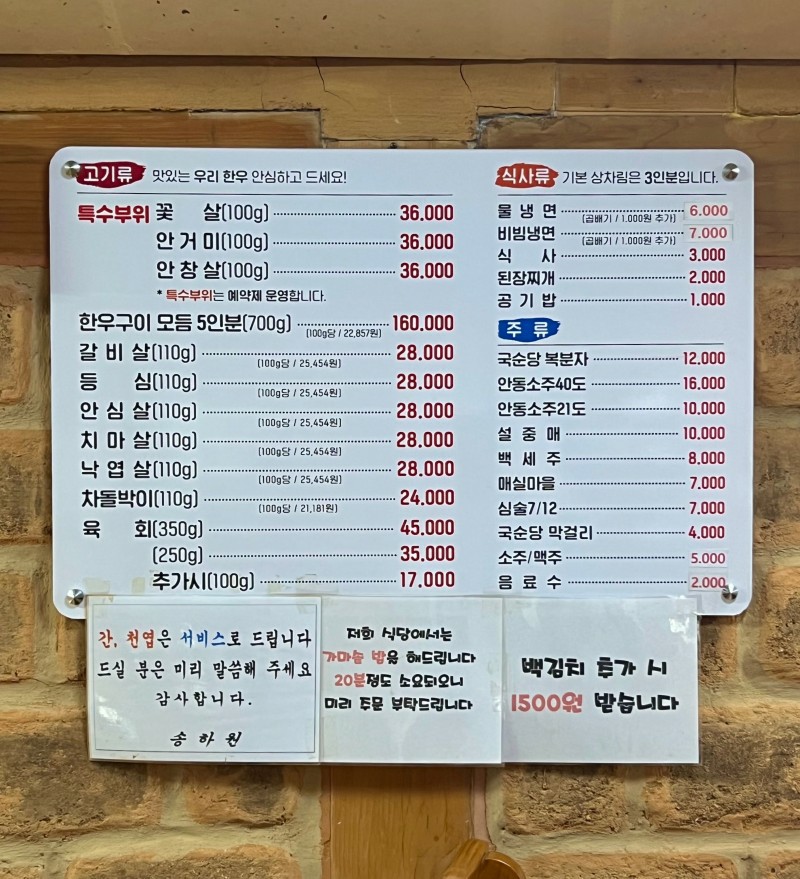 고기류 맛있는 우리 한우 안심하고 드세요!
특수부위 꽃 살(100g) 36.000
안거미(100g) 36.000
안창살(100g) 36.000
* 특수부위는 예약제 운영합니다.
한우구이 모듬 5인분(700g) 160.000
(100g당 / 22,857원)
갈비살(110g) 28.000
(100g당 / 25,454원)
등 심(110g) 28.000
(100g당 / 25,454원)
안심살(110g) 28.000
(100g당 / 25,454원)
치마살(110g) 28.000
(100g당 / 25,454원)
낙엽살(110g) 28.000
(100g당 / 25,454원)
차돌박이(110g) 24.000
(100g당 / 21,181원)
육 회(350g) 45.000
(250g) 35.000
추가시(100g) 17.000
식사류 기본 상차림은 3인분입니다.
물냉면 6.000
(곱배기 / 1.000원 추가)
비빔냉면 7.000
(곱배기 / 1.000원 추가)
식 사 3.000
된장찌개 2.000
공기밥 1.000
주 류
국순당 복분자 12.000
안동소주40도 16.000
안동소주21도 10.000
설중매 10.000
백세주 8.000
매실마을 7.000
심술7/12 7.000
국순당 막걸리 4.000
소주/맥주 5.000
음료수 2.000
간, 천엽은 서비스로 드립니다
드실 분은 미리 말씀해 주세요
감사합니다.
송하원
저희 식당에서는
가마솥 밥을 해드립니다
20분정도 소요되오니
미리 주문 부탁드립니다
백김치 추가 시
1500원 받습니다